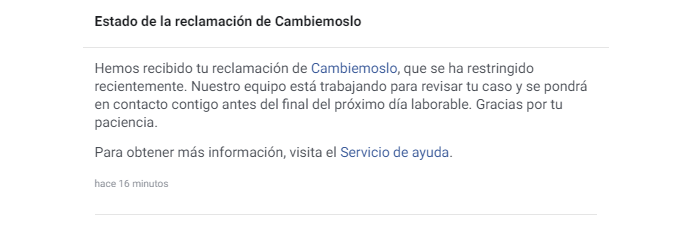 Estado de la reclamación de Cambiemoslo
Hemos recibido tu reclamación de Cambiemoslo, que se ha restringido
recientemente. Nuestro equipo está trabajando para revisar tu caso y se pondrá
en contacto contigo antes del final del próximo día laborable. Gracias por tu
paciencia.
Para obtener más información, visita el Servicio de ayuda.
hace 16 minutos